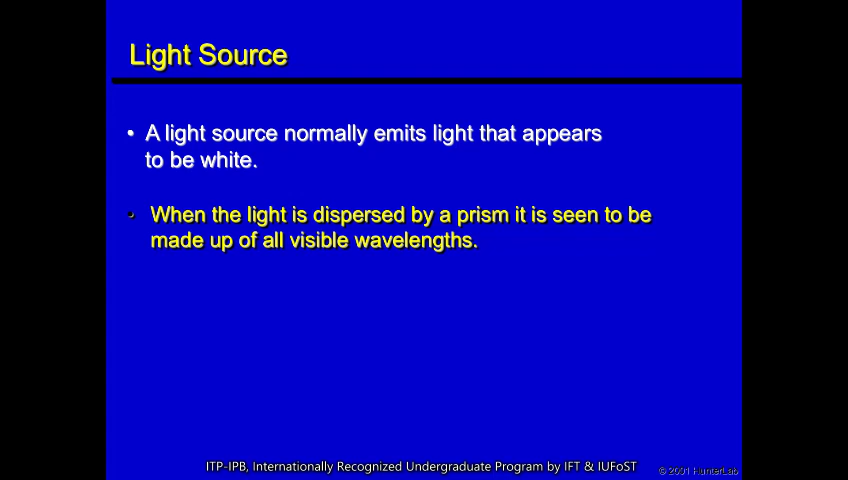 Light Source
• A light source normally emits light that appears
to be white.
• When the light is dispersed by a prism it is seen to be
made up of all visible wavelengths.
ITP-IPB, Internationally Recognized Undergraduate Program by IFT & IUFoST
© 2001 HunterLab